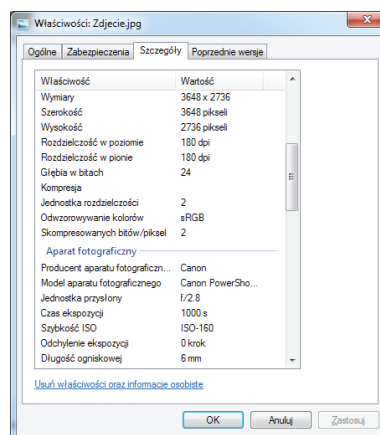 Właściwości: Zdjecie.jpg
Ogólne Zabezpieczenia Szczegóły Poprzednie wersje
Właściwość Wartość
Wymiary 3648 x 2736
Szerokość 3648 pikseli
Wysokość 2736 pikseli
Rozdzielczość w poziomie 180 dpi
Rozdzielczość w pionie 180 dpi
Głębia w bitach 24
Kompresja
Jednostka rozdzielczości 2
Odwzorowywanie kolorów sRGB
Skompresowanych bitów/piksel 2
Aparat fotograficzny
Producent aparatu fotograficzn... Canon
Model aparatu fotograficznego Canon PowerSho...
Jednostka przysłony f/2.8
Czas ekspozycji 1000 s
Szybkość ISO ISO-160
Odchylenie ekspozycji 0 krok
Długość ogniskowej 6 mm
Usuń właściwości oraz informacje osobiste
OK Anuluj Zastosuj